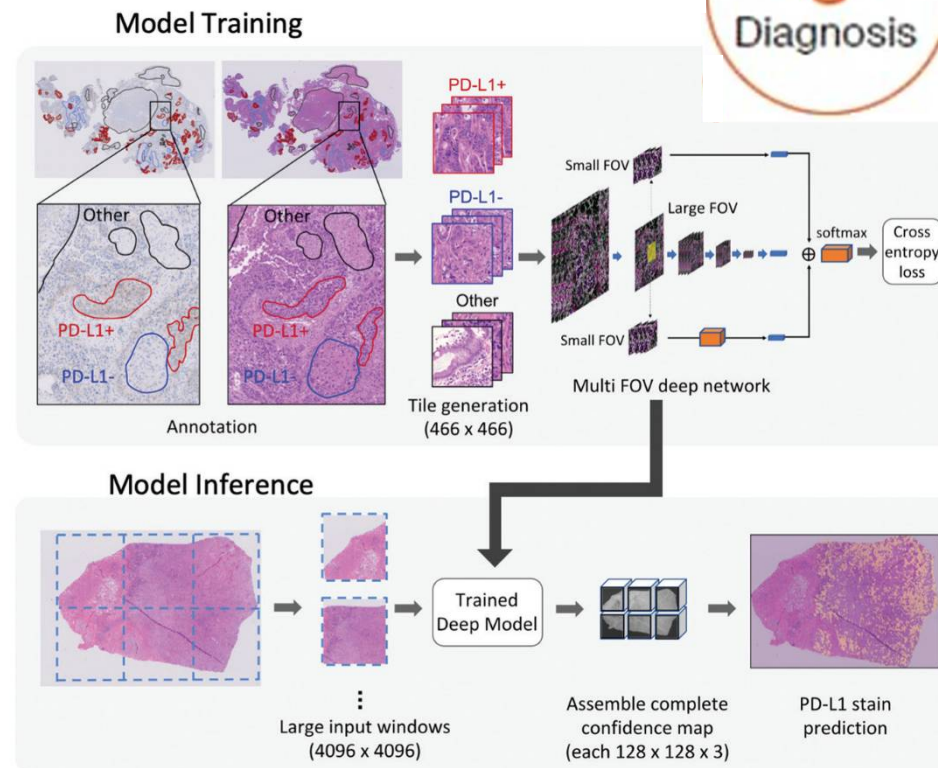 Model Training
Diagnosis
Other
PD-L1+
PD-L1-
Other
PD-L1+
PD-L1-
Annotation
PD-L1+
PD-L1-
Other
Tile generation
(466 x 466)
Small FOV
Large FOV
Small FOV
softmax
Cross
entropy
loss
Multi FOV deep network
Model Inference
Large input windows
(4096 x 4096)
Trained
Deep Model
Assemble complete
confidence map
(each 128 x 128 x 3)
PD-L1 stain
prediction